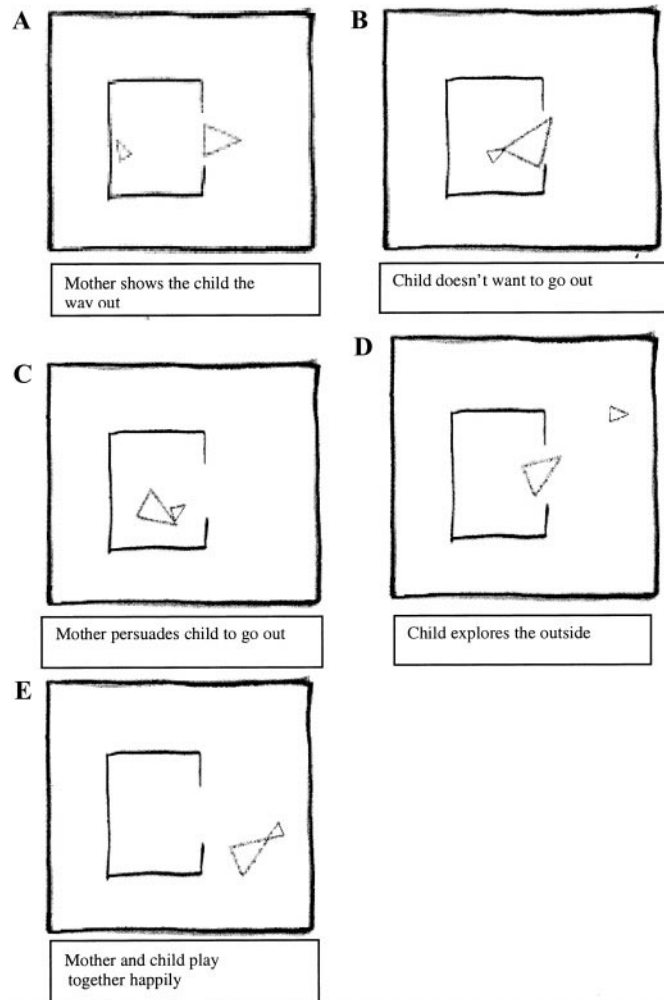 A
B
Mother shows the child the
way out
Child doesn't want to go out
C
D
Mother persuades child to go out
Child explores the outside
E
Mother and child play
together happily